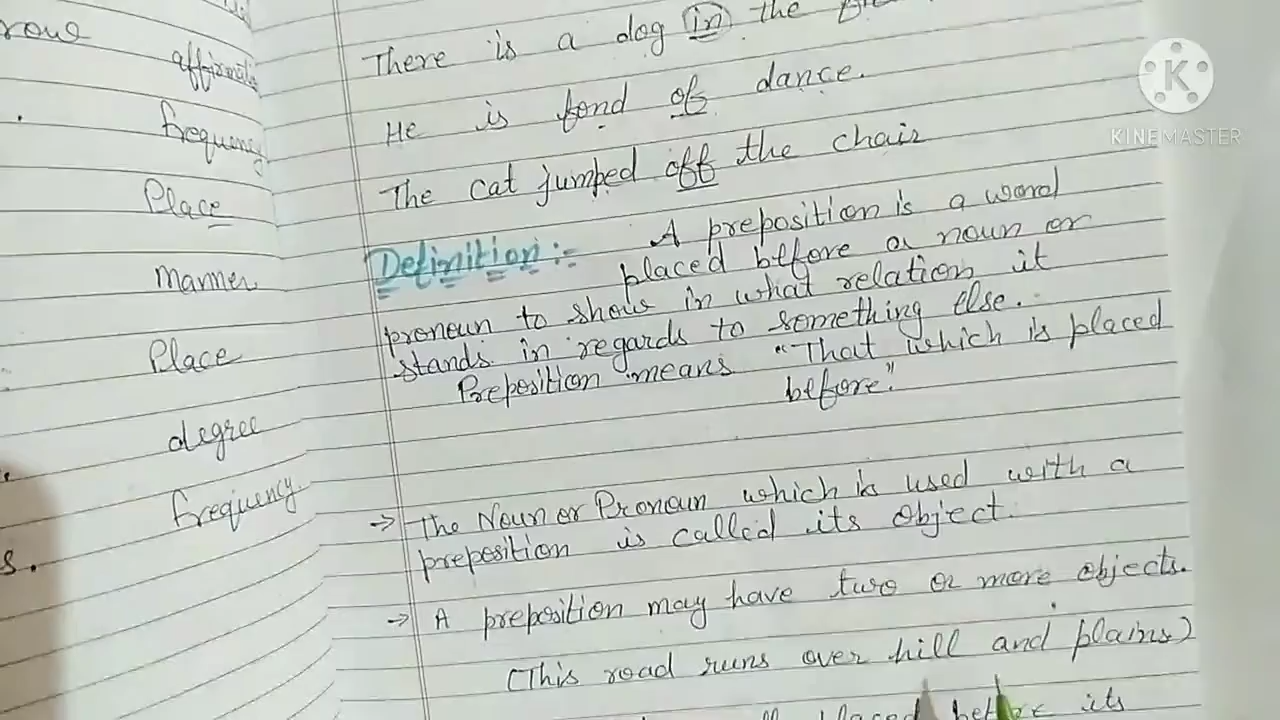 affirmati
frequency
Place
manner
Place
degree
frequency.
s.
There is a dog in the
He is fond of dance.
The cat jumped off the chair
Definition :- A preposition is a word
placed before a noun or
pronoun to show in what relation it
stands in regards to something else.
Preposition means "That which is placed
before".
→ The Noun or Pronoun which is used with a
preposition is called its object.
→ A preposition may have two or more objects.
(This road runs over hill and plains)
placed before its
KINEMASTER